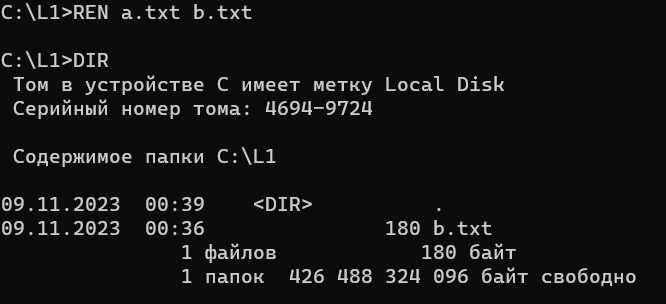 C:\L1>REN a.txt b.txt
C:\L1>DIR
Том в устройстве C имеет метку Local Disk
Серийный номер тома: 4694-9724
Содержимое папки C:\L1
09.11.2023  00:39    <DIR>          .
09.11.2023  00:36               180 b.txt
1 файлов            180 байт
1 папок  426 488 324 096 байт свободно